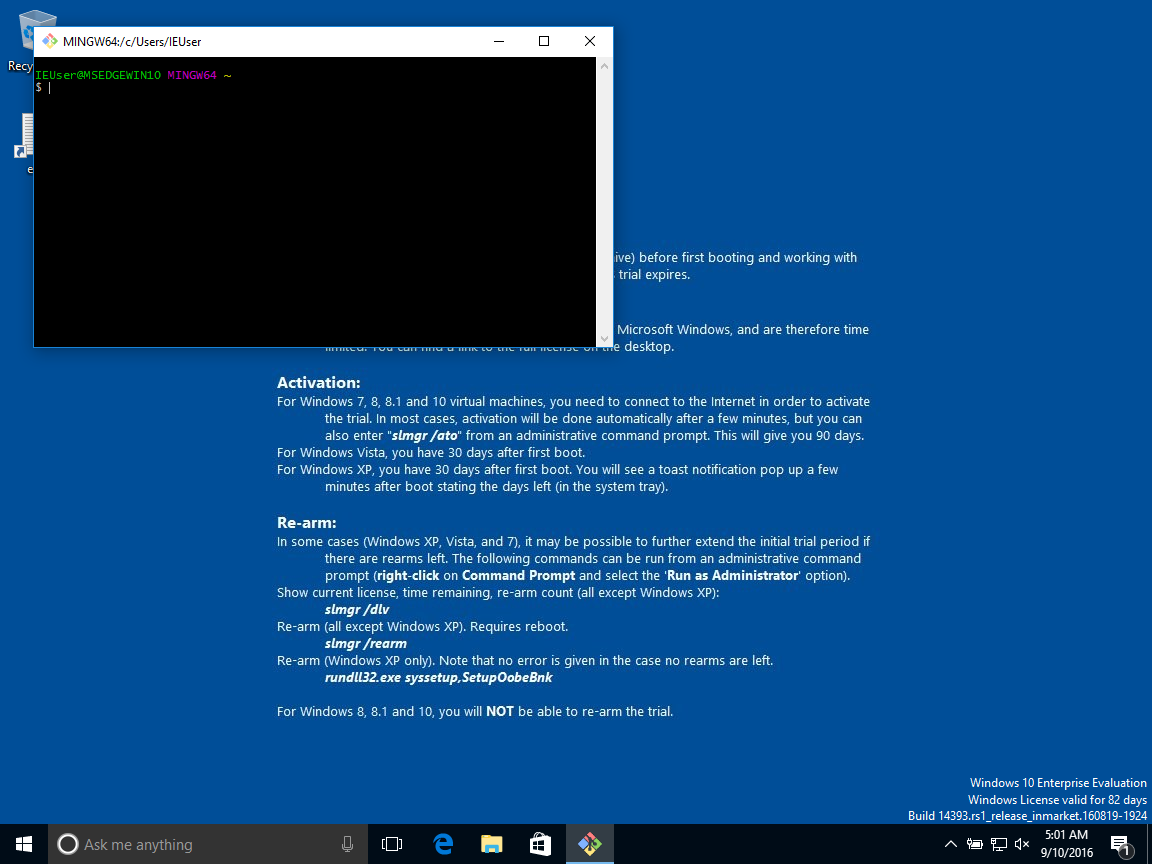 MINGW64:/c/Users/IEUser
Recy
IEUser@MSEDGEWIN10 MINGW64 ~
$
e
ive) before first booting and working with
trial expires.
Microsoft Windows, and are therefore time
limited. You can find a link to the full license on the desktop.
Activation:
For Windows 7, 8, 8.1 and 10 virtual machines, you need to connect to the Internet in order to activate
the trial. In most cases, activation will be done automatically after a few minutes, but you can
also enter "slmgr /ato" from an administrative command prompt. This will give you 90 days.
For Windows Vista, you have 30 days after first boot.
For Windows XP, you have 30 days after first boot. You will see a toast notification pop up a few
minutes after boot stating the days left (in the system tray).
Re-arm:
In some cases (Windows XP, Vista, and 7), it may be possible to further extend the initial trial period if
there are rearms left. The following commands can be run from an administrative command
prompt (right-click on Command Prompt and select the 'Run as Administrator' option).
Show current license, time remaining, re-arm count (all except Windows XP):
slmgr /dlv
Re-arm (all except Windows XP). Requires reboot.
slmgr /rearm
Re-arm (Windows XP only). Note that no error is given in the case no rearms are left.
rundll32.exe syssetup,SetupOobeBnk
For Windows 8, 8.1 and 10, you will NOT be able to re-arm the trial.
Windows 10 Enterprise Evaluation
Windows License valid for 82 days
Build 14393.rs1_release_inmarket.160819-1924
Ask me anything
5:01 AM
9/10/2016
1